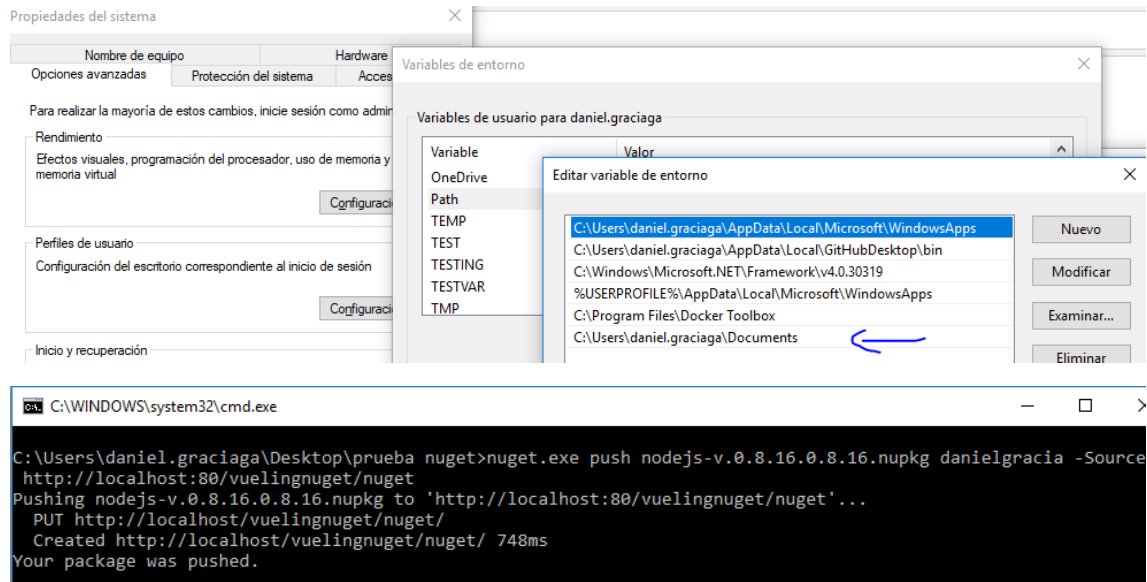 Propiedades del sistema
Nombre de equipo
Hardware
Opciones avanzadas
Protección del sistema
Acces
Para realizar la mayoría de estos cambios, inicie sesión como admin
Rendimiento
Efectos visuales, programación del procesador, uso de memoria y
memoria virtual
Configuraci
Perfiles de usuario
Configuración del escritorio correspondiente al inicio de sesión
Configuraci
Inicio y recuperación
Variables de entorno
Variables de usuario para daniel.graciaga
Variable
Valor
OneDrive
Path
TEMP
TEST
TESTING
TESTVAR
TMP
Editar variable de entorno
C:\Users\daniel.graciaga\AppData\Local\Microsoft\WindowsApps
C:\Users\daniel.graciaga\AppData\Local\GitHubDesktop\bin
C:\Windows\Microsoft.NET\Framework\v4.0.30319
%USERPROFILE%\AppData\Local\Microsoft\WindowsApps
C:\Program Files\Docker Toolbox
C:\Users\daniel.graciaga\Documents
Nuevo
Modificar
Examinar...
Eliminar
C:\WINDOWS\system32\cmd.exe
C:\Users\daniel.graciaga\Desktop\prueba nuget>nuget.exe push nodejs-v.0.8.16.0.8.16.nupkg danielgracia -Source
http://localhost:80/vuelingnuget/nuget
Pushing nodejs-v.0.8.16.0.8.16.nupkg to 'http://localhost:80/vuelingnuget/nuget'...
PUT http://localhost/vuelingnuget/nuget/
Created http://localhost/vuelingnuget/nuget/ 748ms
Your package was pushed.